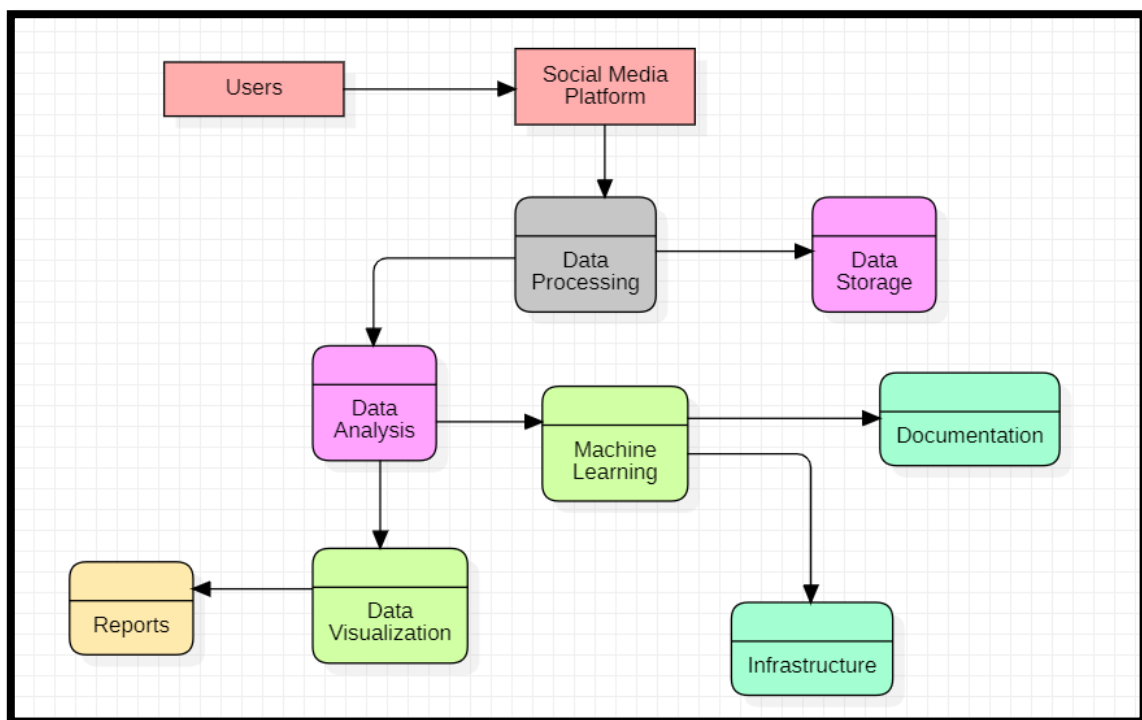 Users
Social Media
Platform
Data
Processing
Data
Storage
Data
Analysis
Machine
Learning
Documentation
Data
Visualization
Reports
Infrastructure